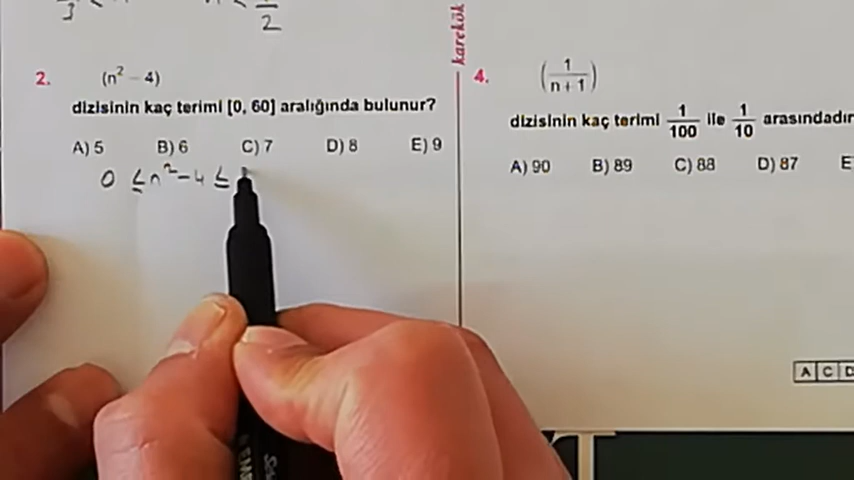 2
karekök
2. (n² - 4)
dizisinin kaç terimi [0, 60] aralığında bulunur?
A) 5 B) 6 C) 7 D) 8 E) 9
0 ≤ n² - 4 ≤
4. (1/(n + 1))
dizisinin kaç terimi 1/100 ile 1/10 arasındadır
A) 90 B) 89 C) 88 D) 87 E
A C D